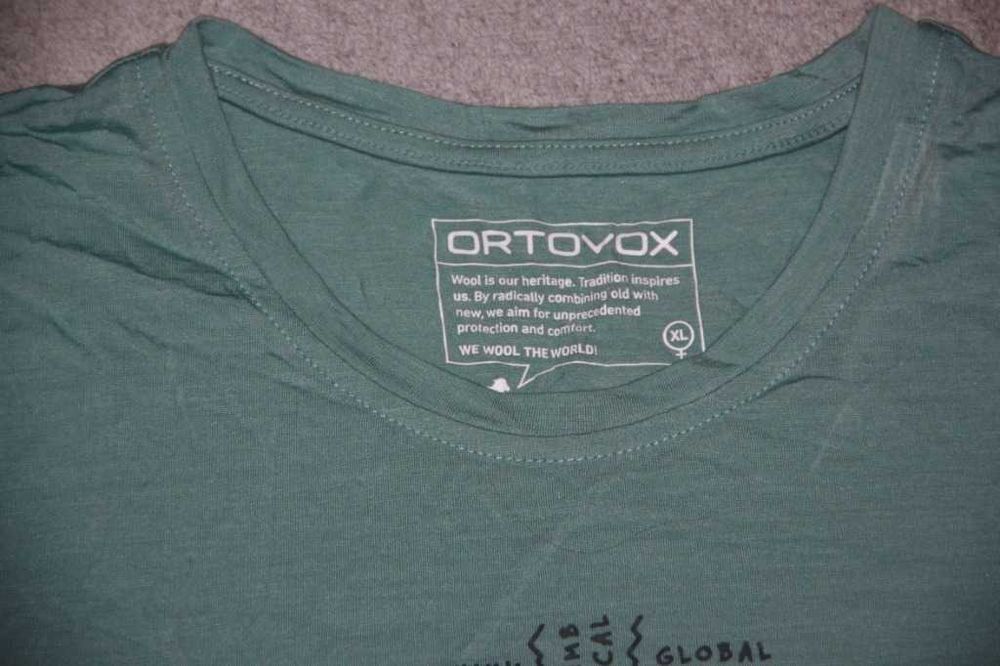 ORTOVOX
Wool is our heritage. Tradition inspires
us. By radically combining old with
new, we aim for unprecedented
protection and comfort.
WE WOOL THE WORLD!
XL
GLOBAL